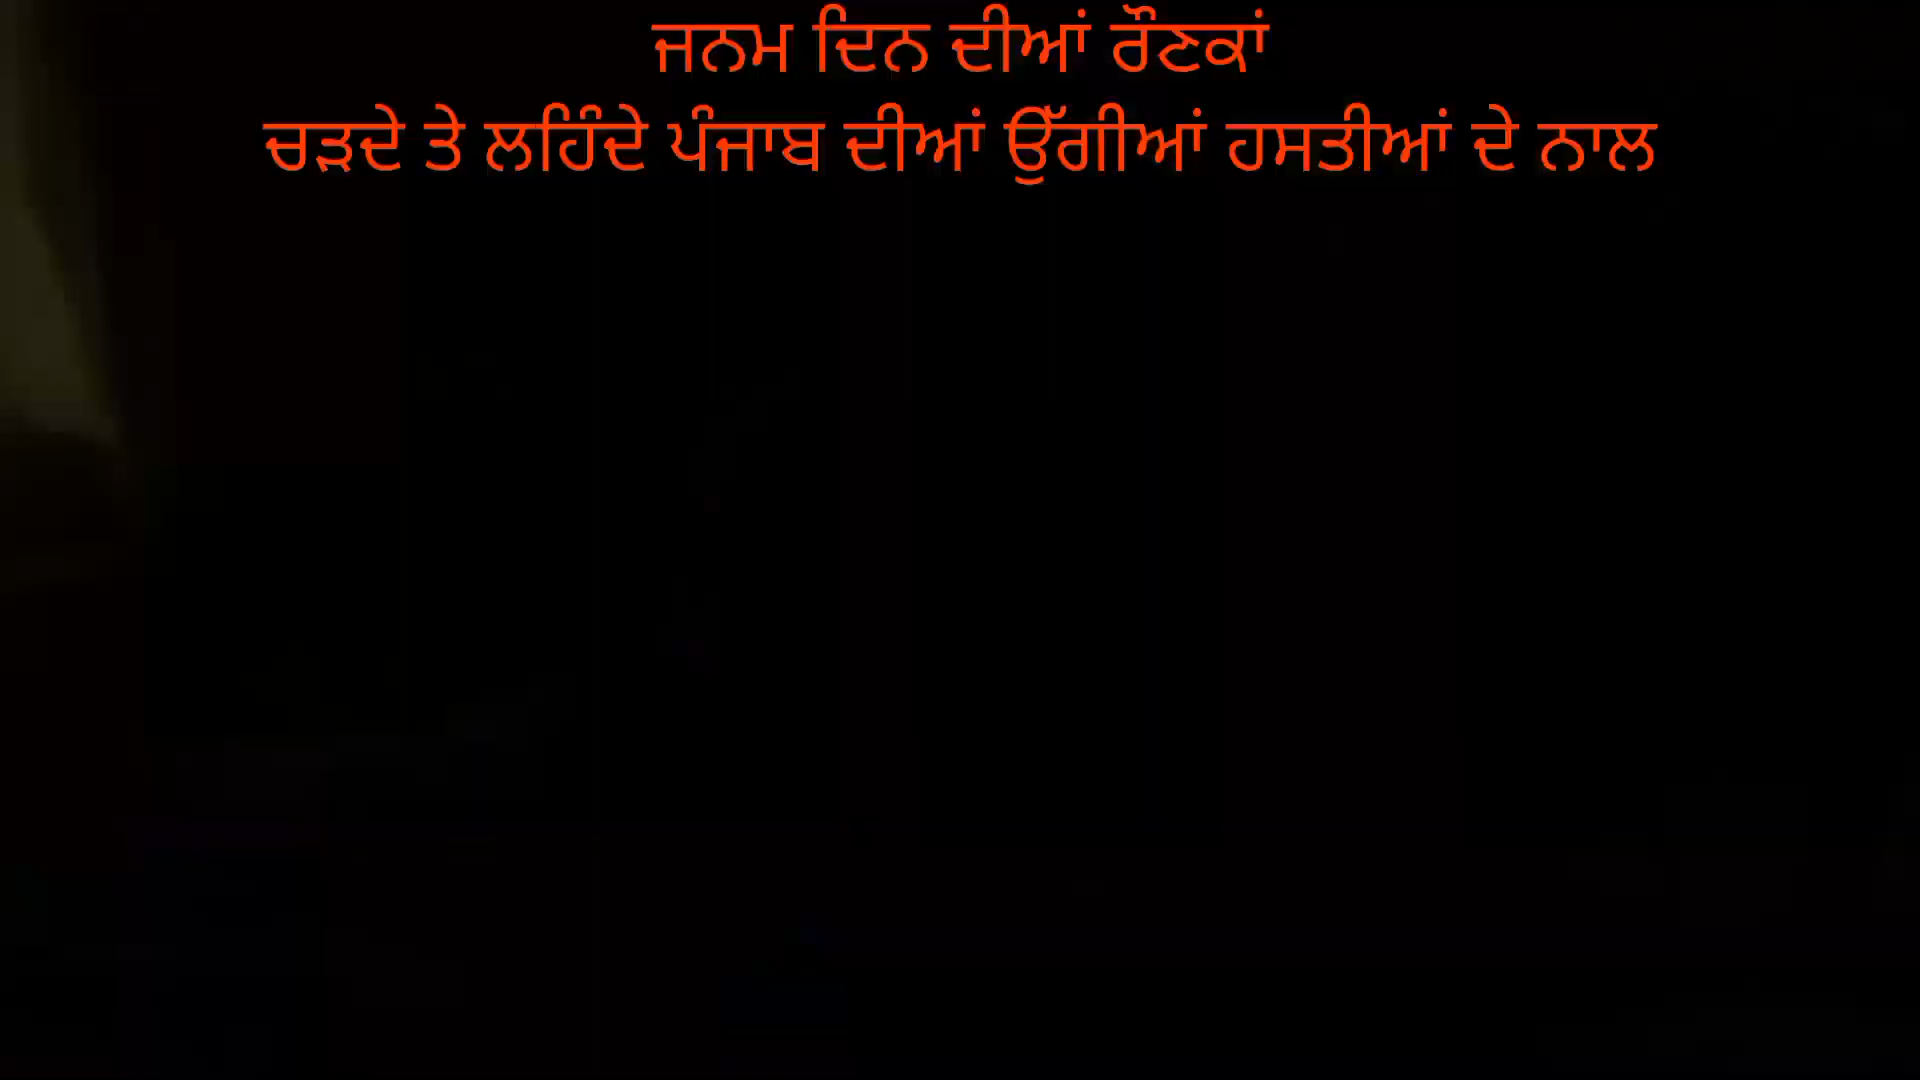 ਜਨਮ ਦਿਨ ਦੀਆਂ ਰੌਣਕਾਂ
ਚੜਦੇ ਤੇ ਲਹਿੰਦੇ ਪੰਜਾਬ ਦੀਆਂ ਉੱਗੀਆਂ ਹਸਤੀਆਂ ਦੇ ਨਾਲ